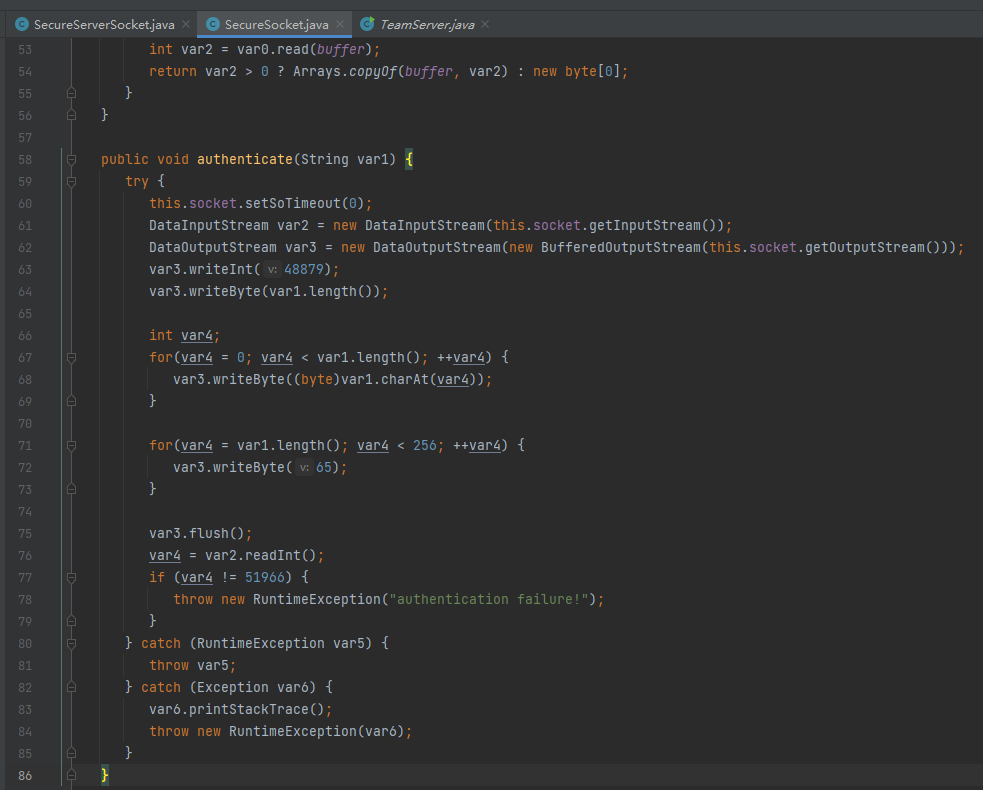 SecureServerSocket.java SecureSocket.java TeamServer.java
53 int var2 = var0.read(buffer);
54 return var2 > 0 ? Arrays.copyOf(buffer, var2) : new byte[0];
55 }
56 }
57
58 public void authenticate(String var1) {
59 try {
60 this.socket.setSoTimeout(0);
61 DataInputStream var2 = new DataInputStream(this.socket.getInputStream());
62 DataOutputStream var3 = new DataOutputStream(new BufferedOutputStream(this.socket.getOutputStream()));
63 var3.writeInt( v: 48879);
64 var3.writeByte(var1.length());
65
66 int var4;
67 for(var4 = 0; var4 < var1.length(); ++var4) {
68 var3.writeByte((byte)var1.charAt(var4));
69 }
70
71 for(var4 = var1.length(); var4 < 256; ++var4) {
72 var3.writeByte( v: 65);
73 }
74
75 var3.flush();
76 var4 = var2.readInt();
77 if (var4 != 51966) {
78 throw new RuntimeException("authentication failure!");
79 }
80 } catch (RuntimeException var5) {
81 throw var5;
82 } catch (Exception var6) {
83 var6.printStackTrace();
84 throw new RuntimeException(var6);
85 }
86 }